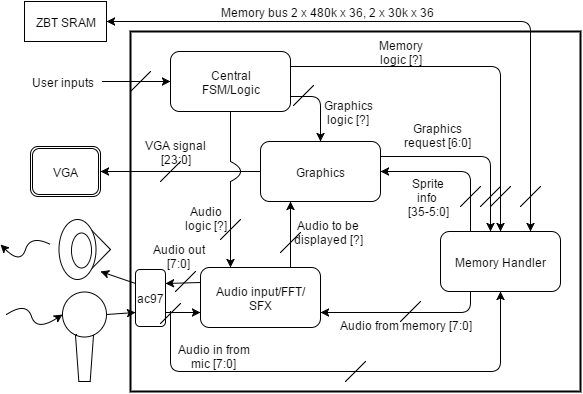 ZBT SRAM
Memory bus 2 x 480k x 36, 2 x 30k x 36
Memory
logic [?]
User inputs
Central
FSM/Logic
Graphics
logic [?]
Graphics
request [6:0]
VGA signal
[23:0]
VGA
Graphics
Sprite
info
[35-5:0]
Audio
logic [?]
Audio to be
displayed [?]
Audio out
[7:0]
Memory Handler
ac97
Audio input/FFT/
SFX
Audio from memory [7:0]
Audio in from
mic [7:0]